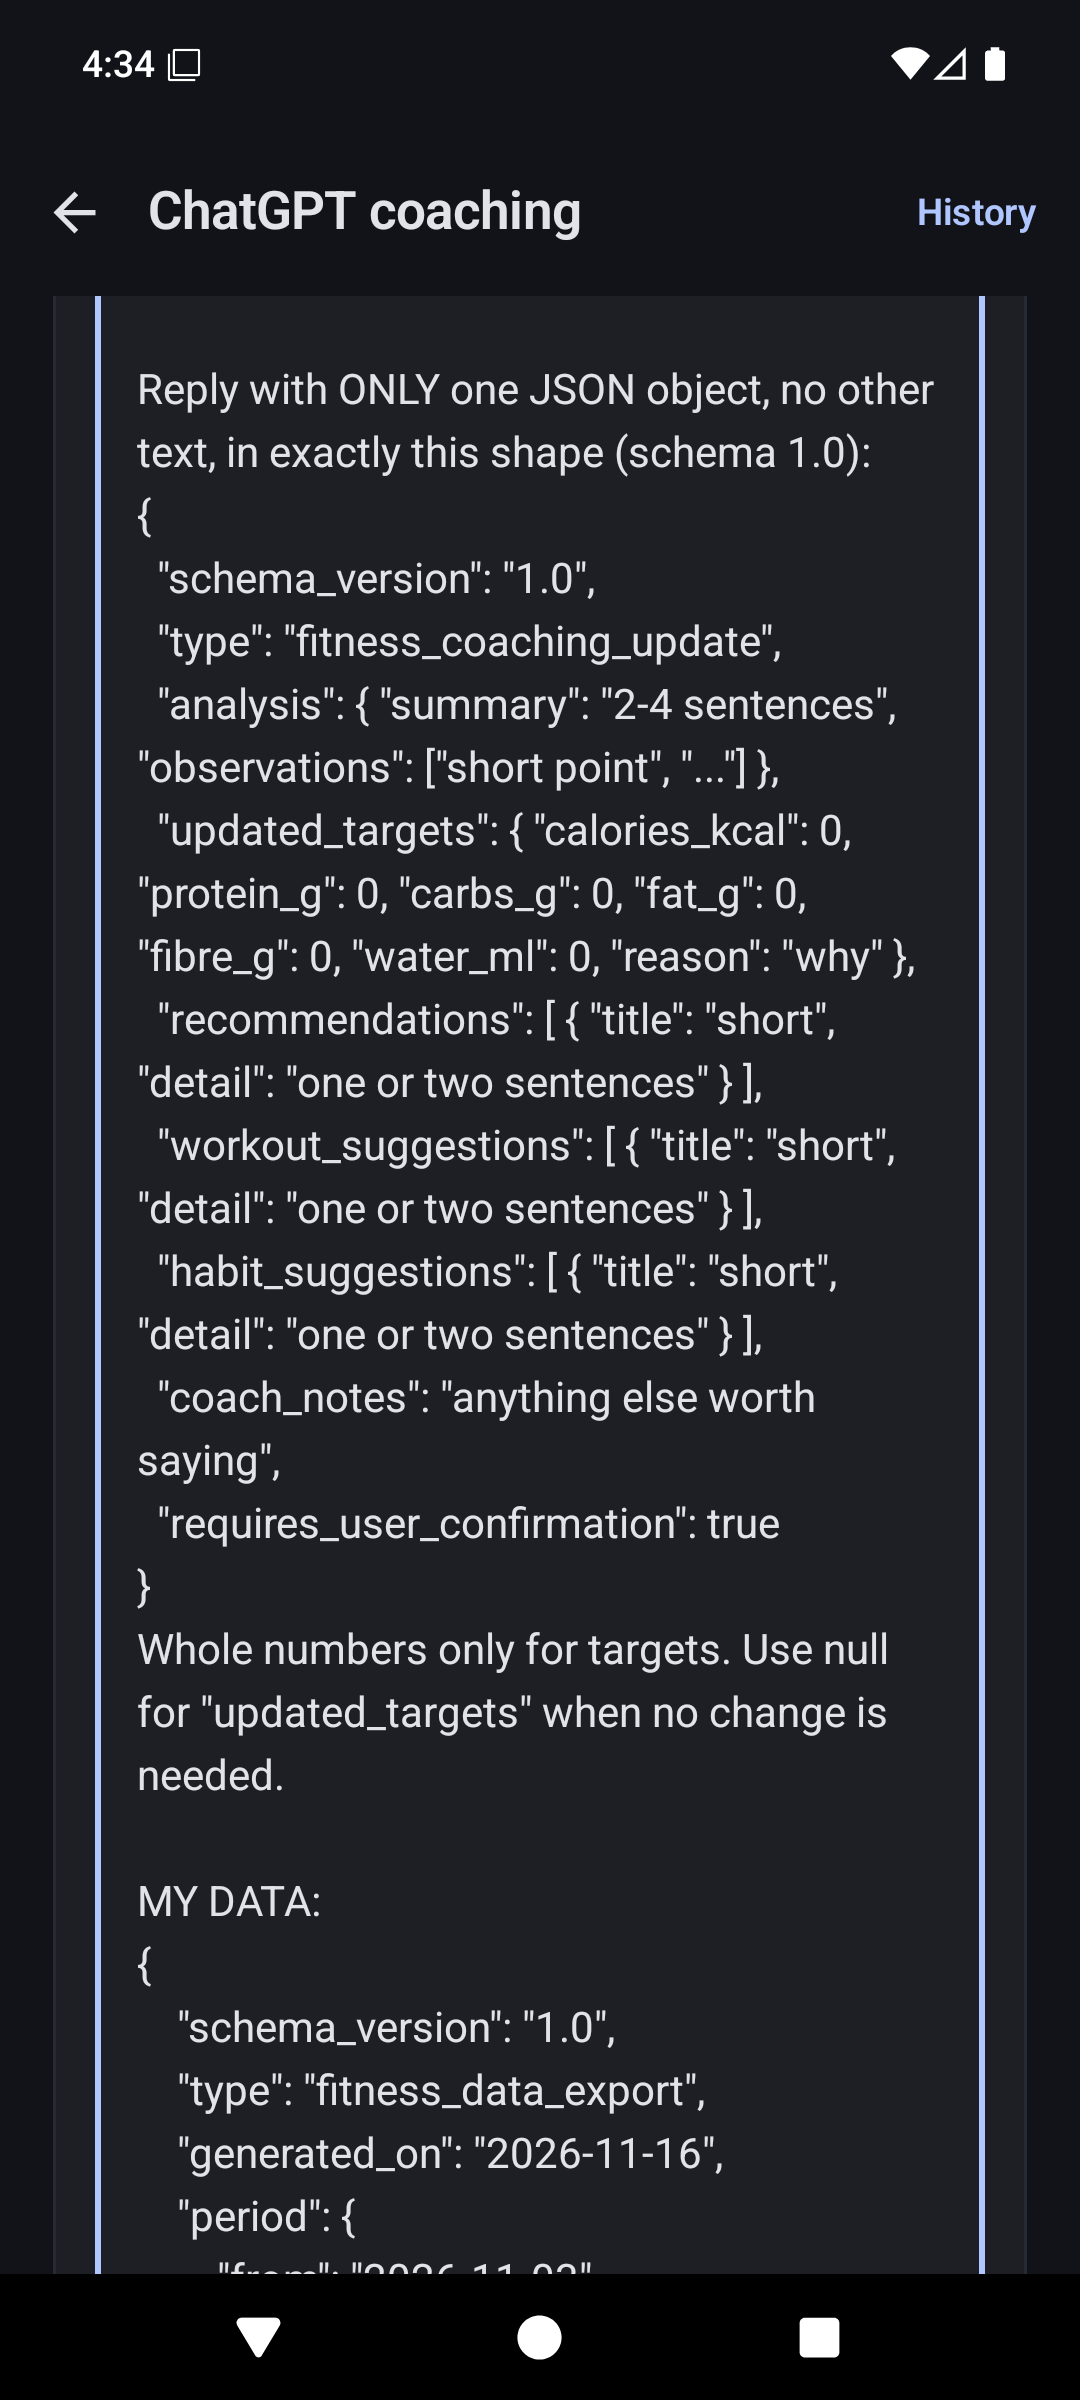 4:34
ChatGPT coaching
History
Reply with ONLY one JSON object, no other
text, in exactly this shape (schema 1.0):
{
"schema_version": "1.0",
"type": "fitness_coaching_update",
"analysis": { "summary": "2-4 sentences",
"observations": ["short point", "..."] },
"updated_targets": { "calories_kcal": 0,
"protein_g": 0, "carbs_g": 0, "fat_g": 0,
"fibre_g": 0, "water_ml": 0, "reason": "why" },
"recommendations": [ { "title": "short",
"detail": "one or two sentences" } ],
"workout_suggestions": [ { "title": "short",
"detail": "one or two sentences" } ],
"habit_suggestions": [ { "title": "short",
"detail": "one or two sentences" } ],
"coach_notes": "anything else worth
saying",
"requires_user_confirmation": true
}
Whole numbers only for targets. Use null
for "updated_targets" when no change is
needed.
MY DATA:
{
"schema_version": "1.0",
"type": "fitness_data_export",
"generated_on": "2026-11-16",
"period": {
"from":